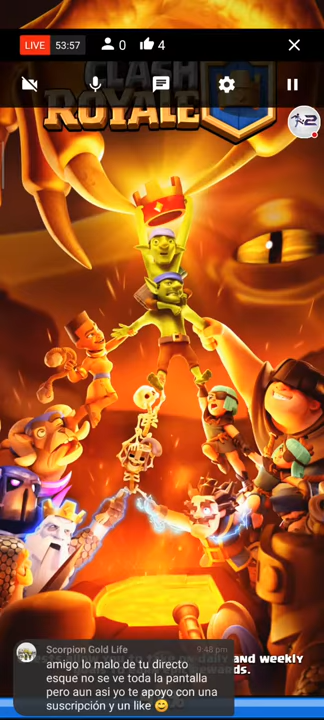 LIVE 53:57 0 4
CLASH
ROYALE
2
Scorpion Gold Life 9:48 pm
amigo lo malo de tu directo
esque no se ve toda la pantalla
pero aun asi yo te apoyo con una
suscripción y un like 😄
daily and weekly